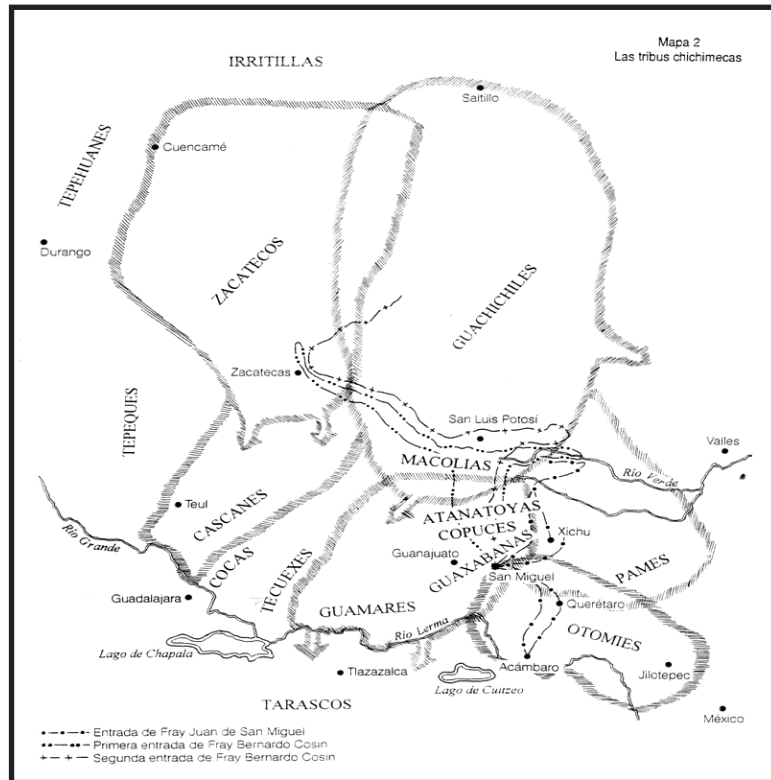 Mapa 2
Las tribus chichimecas
IRRITILLAS
Saltillo
TEPEHUANES
Cuencamé
Durango
ZACATECOS
GUACHICHILES
Zacatecas
TEPEQUES
San Luis Potosí
Valles
MACOLIAS
Río Verde
Teul
CASCANES
ATANATOYAS
COPUCES
Xichu
Río Grande
COCAS
TECUEXES
Guanajuato
GUAXABANAS
San Miguel
PAMES
Guadalajara
GUAMARES
Querétaro
Río Lerma
OTOMIES
Lago de Chapala
Tlazazalca
Acámbaro
Jilotepec
Lago de Cuitzeo
TARASCOS
México
Entrada de Fray Juan de San Miguel
Primera entrada de Fray Bernardo Cosin
Segunda entrada de Fray Bernardo Cosin